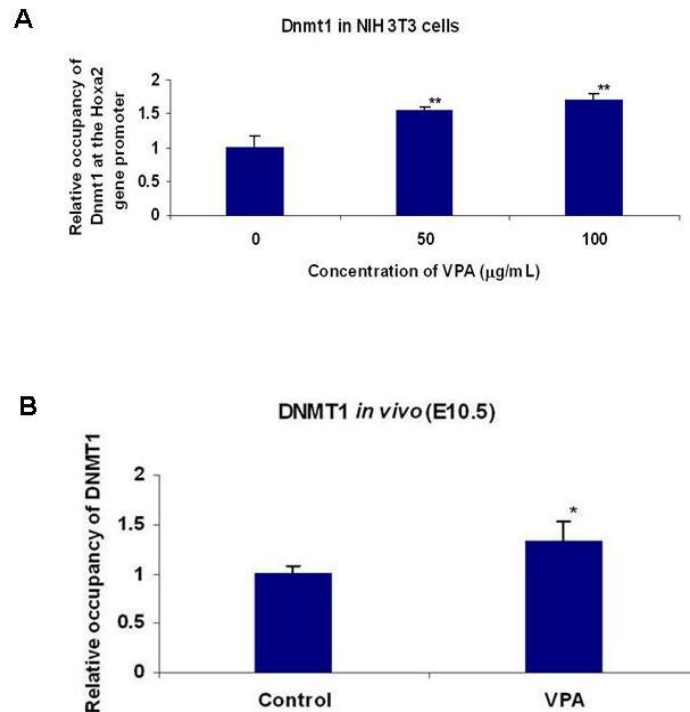 A
Dnmt1 in NIH 3T3 cells
Relative occupancy of
Dnmt1 at the Hoxa2
gene promoter
2
1.5
1
0.5
0
**
**
0 50 100
Concentration of VPA (µg/mL)
B
DNMT1 in vivo (E10.5)
Relative occupancy of DNMT1
2
1.5
1
0.5
0
*
Control VPA